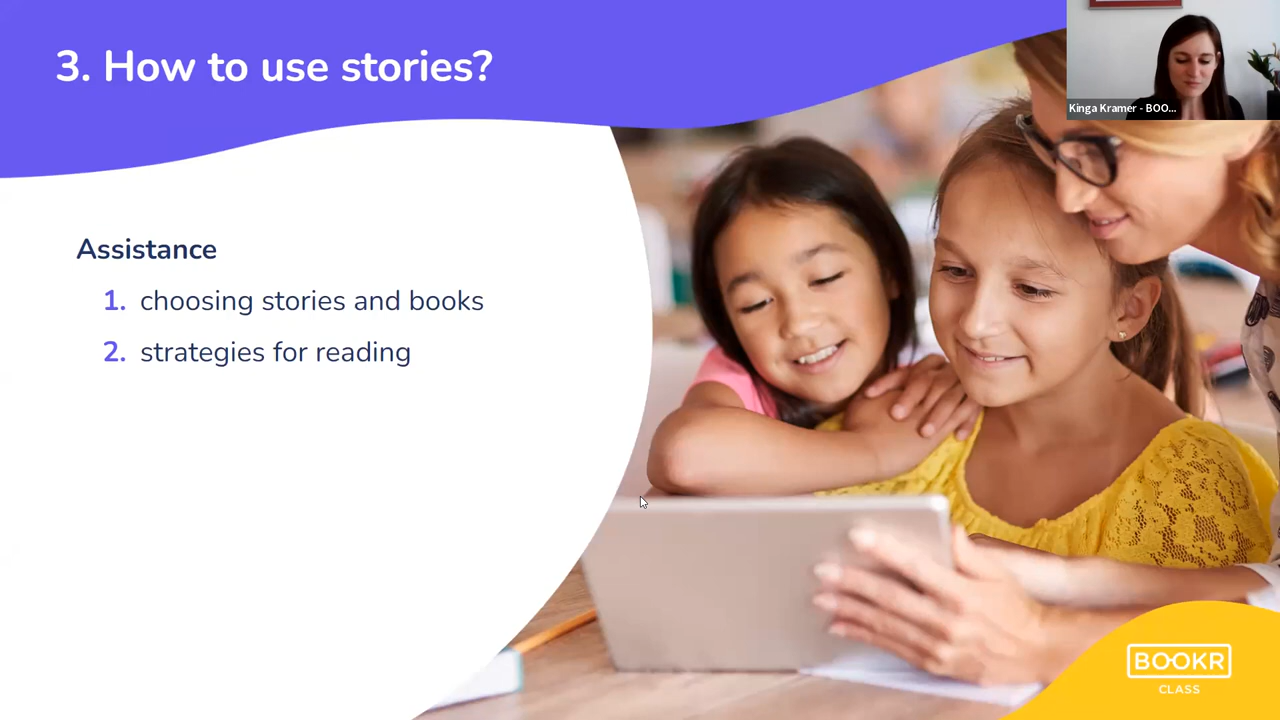 3. How to use stories?
Kinga Kramer - BOO...
Assistance
1. choosing stories and books
2. strategies for reading
BOOKR
CLASS